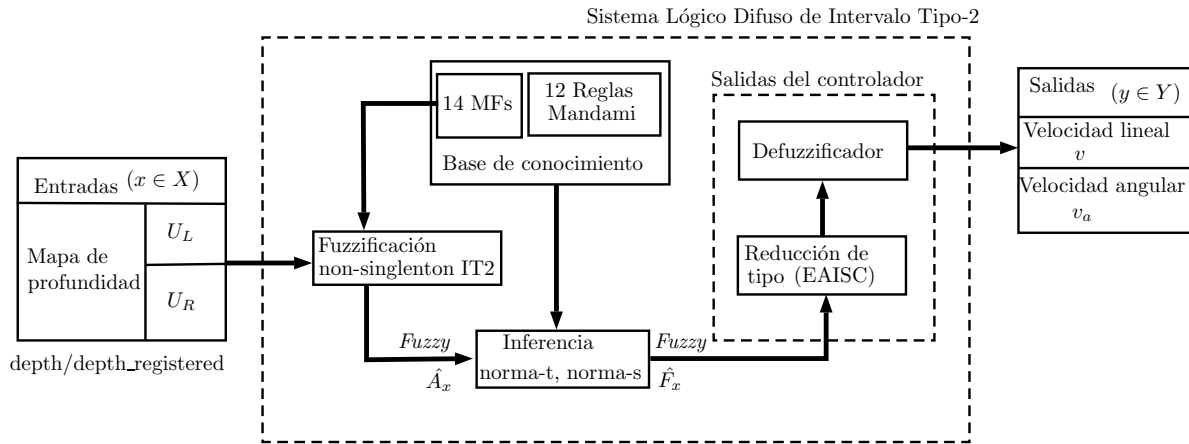 Sistema Lógico Difuso de Intervalo Tipo-2
Entradas (x ∈ X)
Mapa de
profundidad
U_L
U_R
depth/depth_registered
14 MFs
12 Reglas
Mandami
Base de conocimiento
Fuzzificación
non-singlenton IT2
Fuzzy
Â_x
Inferencia
norma-t, norma-s
Fuzzy
F̂_x
Salidas del controlador
Defuzzificador
Reducción de
tipo (EAISC)
Salidas (y ∈ Y)
Velocidad lineal
v
Velocidad angular
v_a